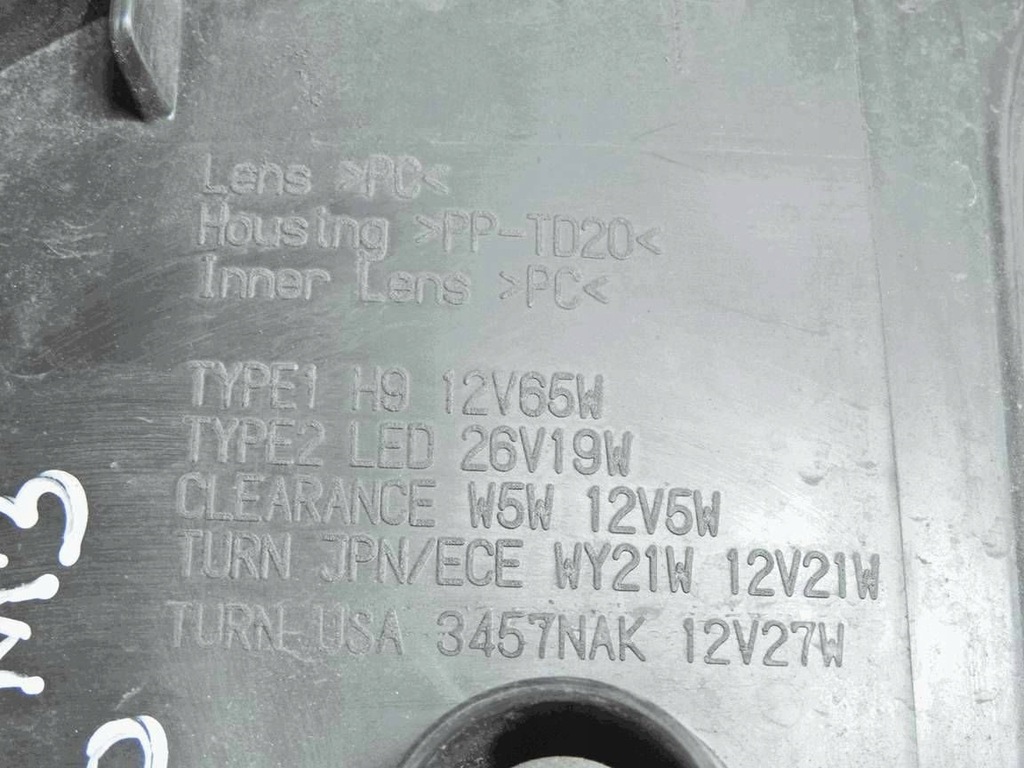 Lens >PC<
Housing >PP-TD20<
Inner Lens >PC<
TYPE1 H9 12V65W
TYPE2 LED 26V19W
CLEARANCE W5W 12V5W
TURN JPN/ECE WY21W 12V21W
TURN USA 3457NAK 12V27W